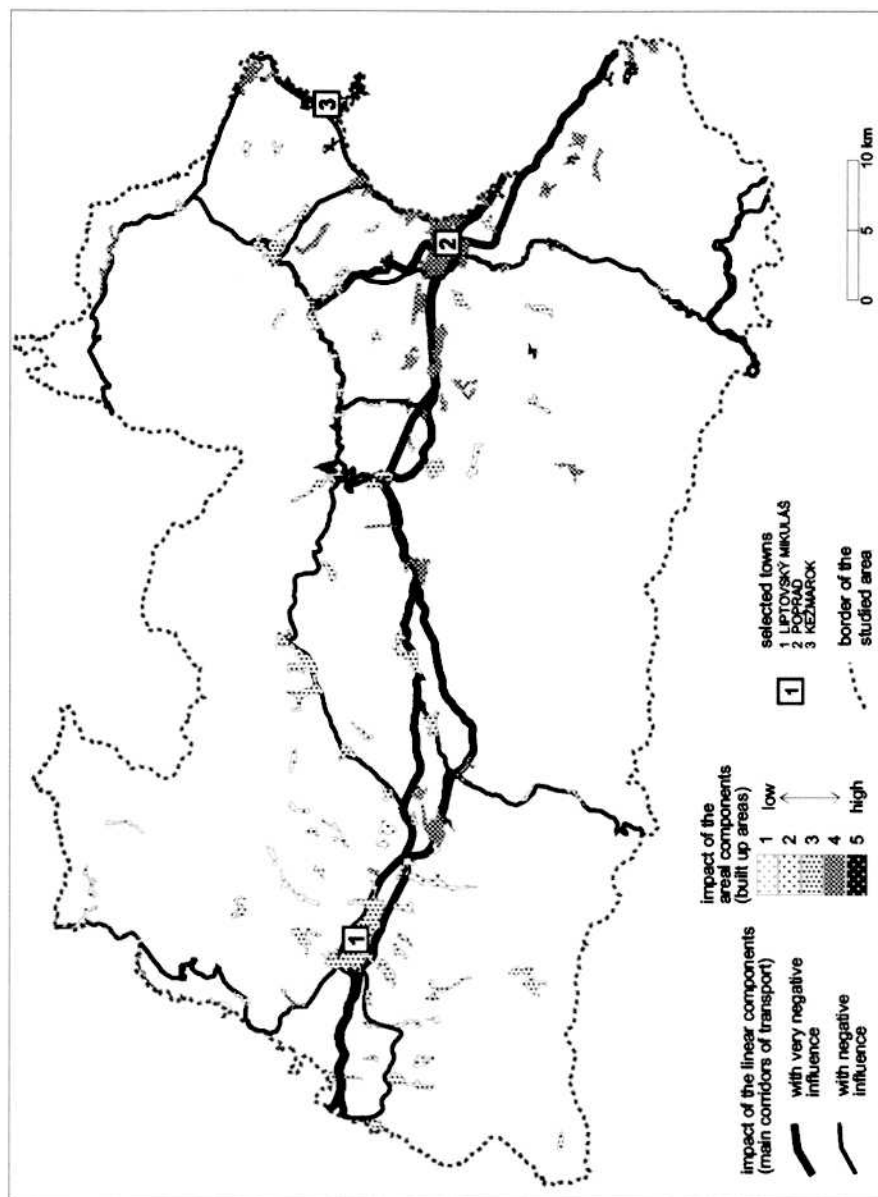 3
2
1
0 5 10 km
impact of the linear components
(main corridors of transport)
with very negative
influence
with negative
influence
impact of the
areal components
(built up areas)
1 low
2
3
4
5 high
1
selected towns
1 LIPTOVSKÝ MIKULÁŠ
2 POPRAD
3 KEŽMAROK
border of the
studied area